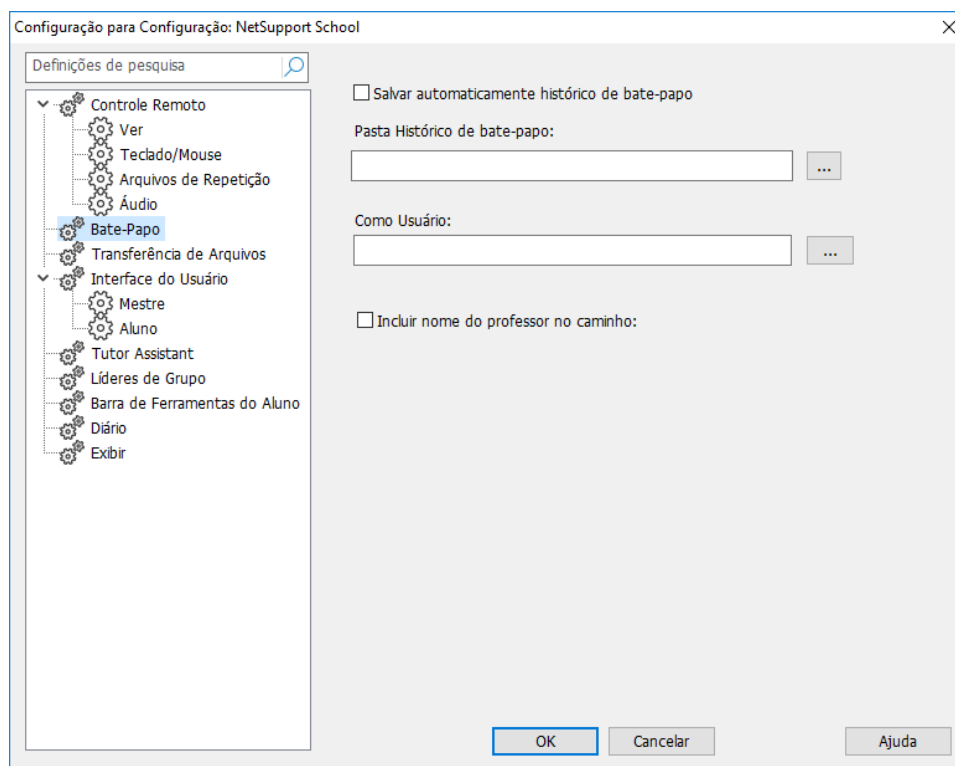 Configuração para Configuração: NetSupport School
Definições de pesquisa
Controle Remoto
Ver
Teclado/Mouse
Arquivos de Repetição
Áudio
Bate-Papo
Transferência de Arquivos
Interface do Usuário
Mestre
Aluno
Tutor Assistant
Líderes de Grupo
Barra de Ferramentas do Aluno
Diário
Exibir
Salvar automaticamente histórico de bate-papo
Pasta Histórico de bate-papo:
...
Como Usuário:
...
Incluir nome do professor no caminho:
OK
Cancelar
Ajuda